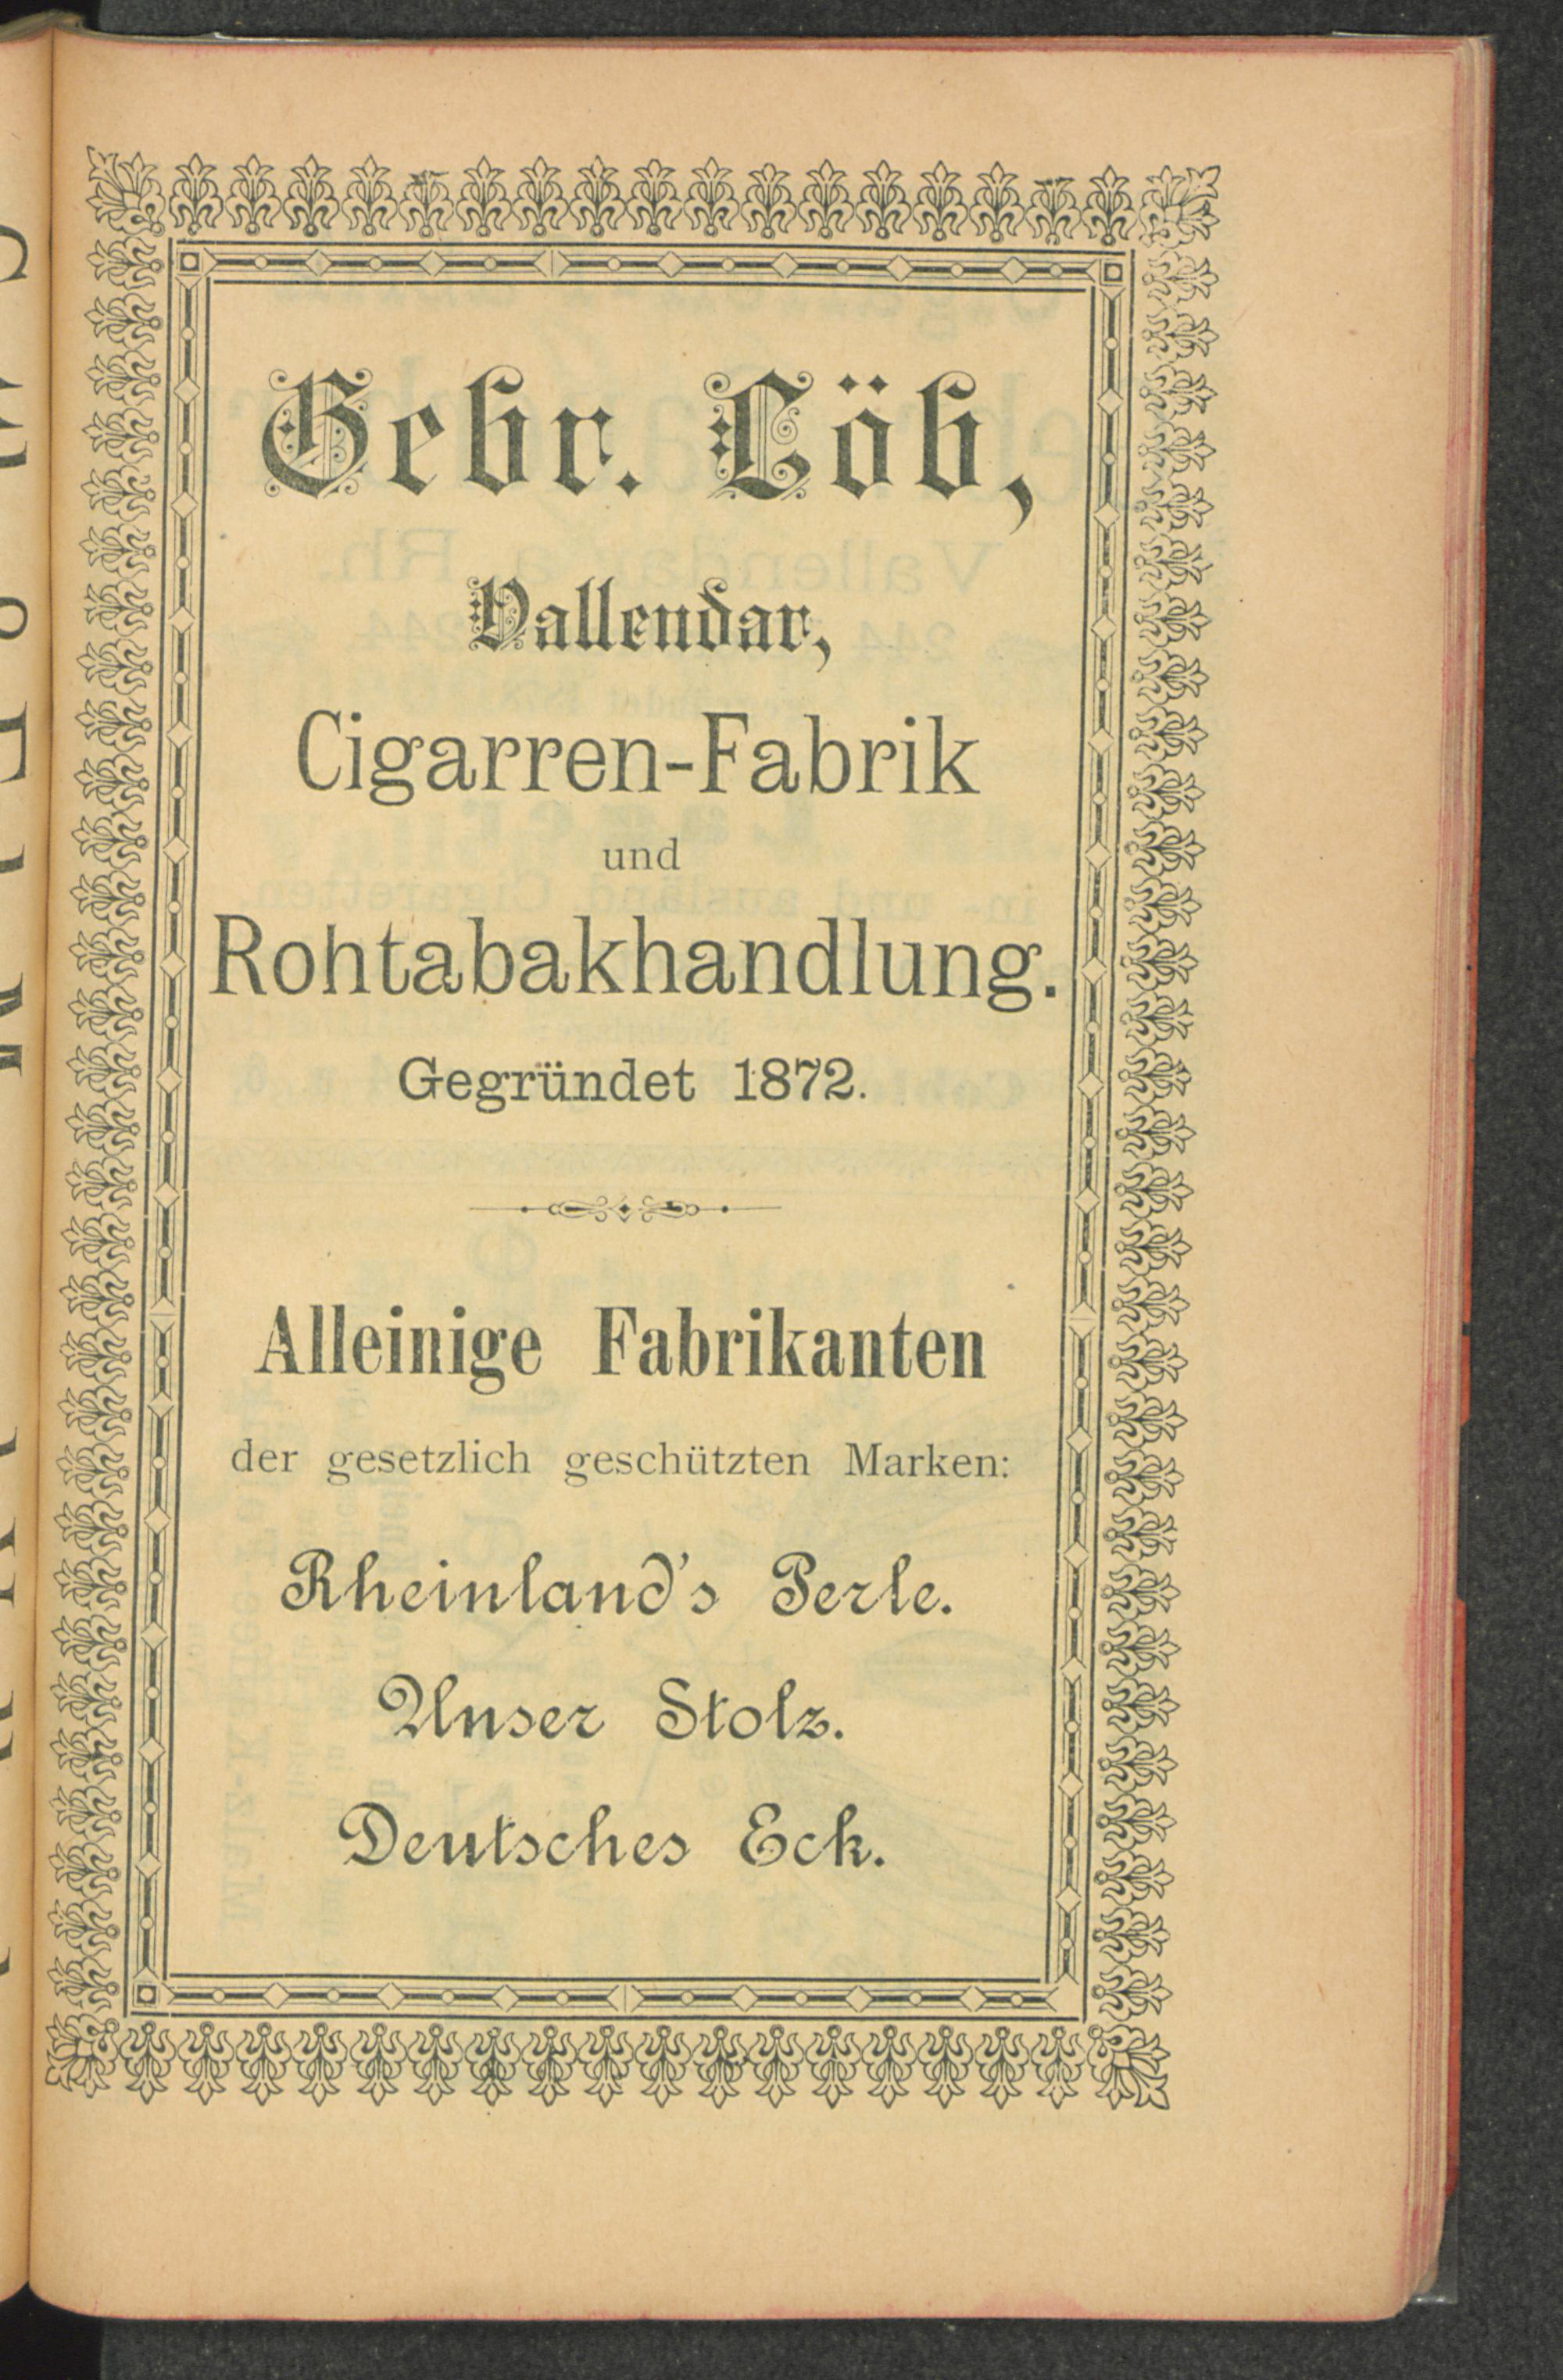 Gebr. Löb,
Vallendar,
Cigarren-Fabrik
und
Rohtabakhandlung.
Gegründet 1872.
Alleinige Fabrikanten
der gesetzlich geschützten Marken:
Rheinland's Perle.
Unser Stolz.
Deutsches Eck.